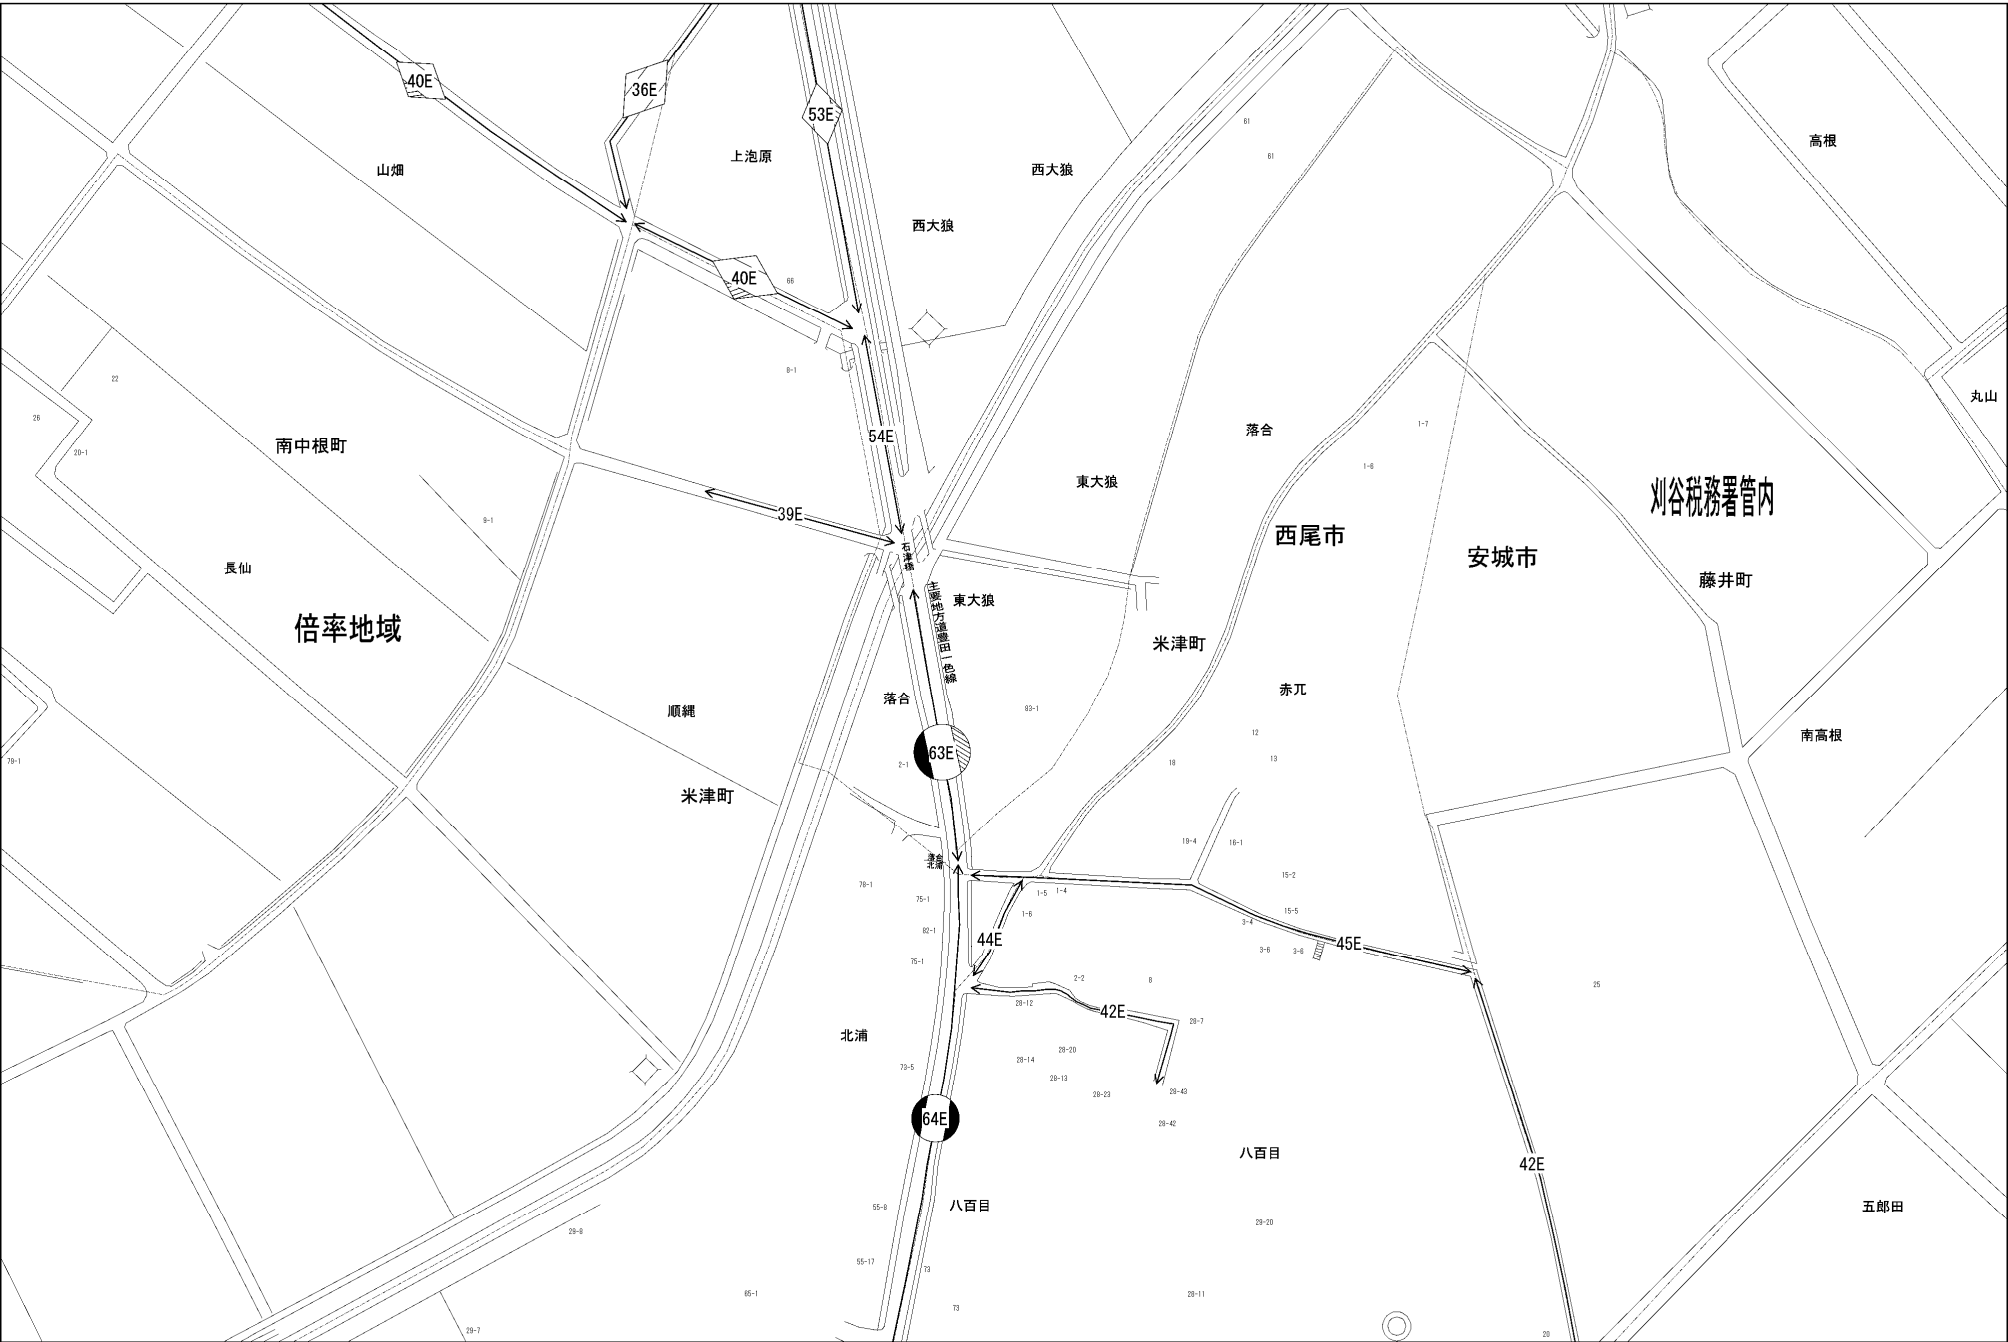 40E
36E
53E
61
61
高根
上泡原
西大狼
山畑
西大狼
40E
66
8-1
22
丸山
26
1-7
落合
54E
南中根町
20-1
1-6
東大狼
刈谷税務署管内
39E
9-1
西尾市
石津橋
安城市
長仙
藤井町
主要地方道豊田一色線
東大狼
倍率地域
米津町
赤兀
落合
83-1
順縄
12
南高根
63E
13
79-1
2-1
18
米津町
19-4
16-1
落合
北浦
15-2
78-1
1-5
1-4
75-1
15-5
1-6
3-4
82-1
44E
45E
3-6
3-6
75-1
2-2
8
25
28-12
42E
28-7
北浦
28-20
28-14
73-5
28-13
28-43
28-23
64E
28-42
八百目
42E
55-8
八百目
五郎田
29-20
29-8
55-17
73
65-1
28-11
73
29-7
20